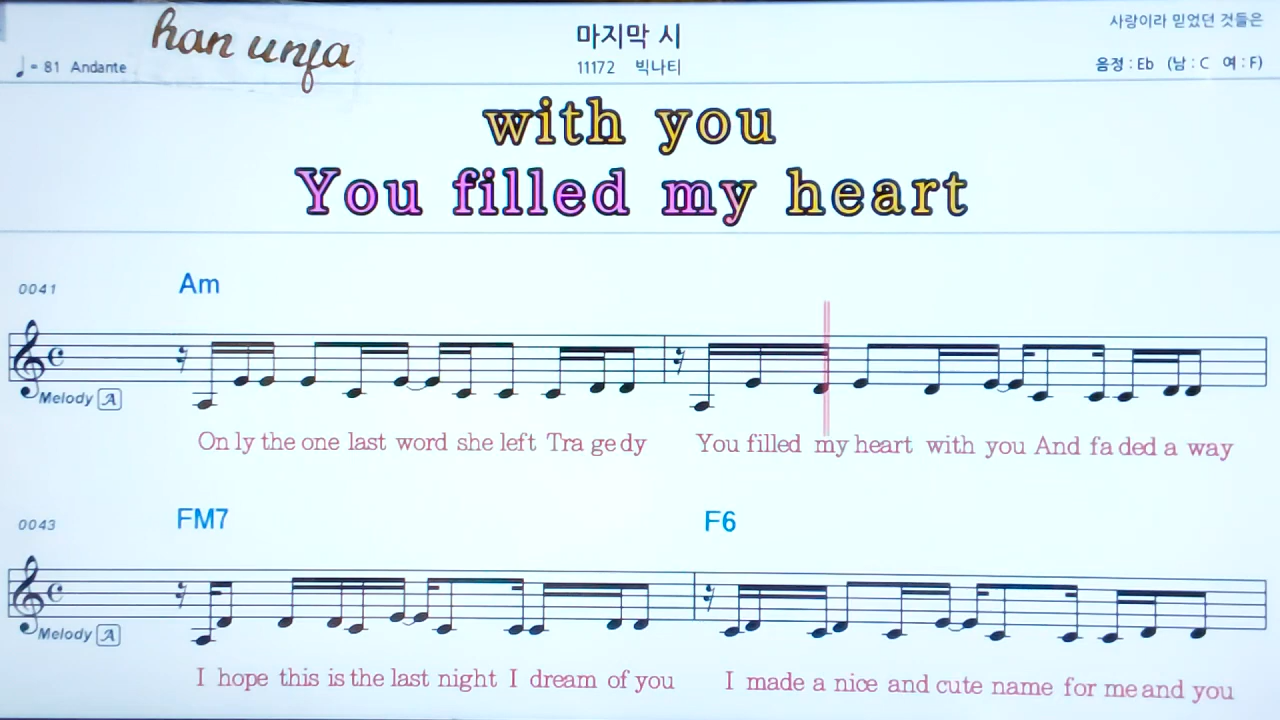 han unfa
♩= 81 Andante
마지막 시
11172 빅나티
사랑이라 믿었던 것들은
음정 : Eb (남 : C 여 : F)
with you
You filled my heart
0041 Am
Melody A
On ly the one last word she left Tra ge dy You filled my heart with you And fa ded a way
0043 FM7 F6
Melody A
I hope this is the last night I dream of you I made a nice and cute name for me and you